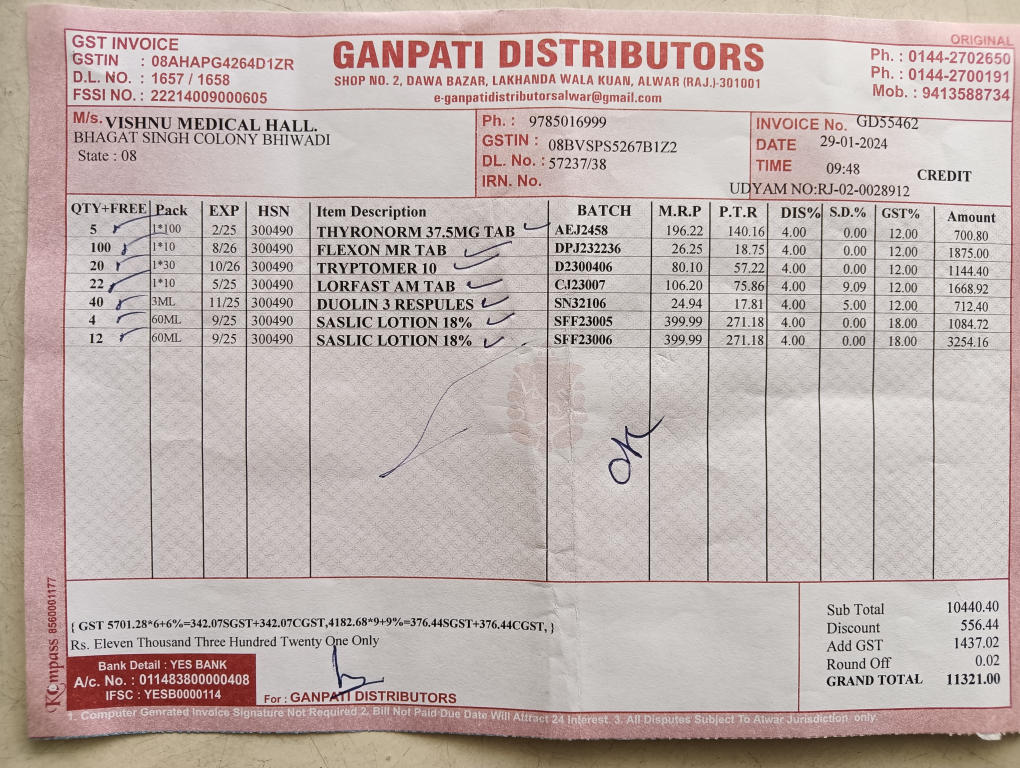 GST INVOICE
GSTIN : 08AHAPG4264D1ZR
D.L. NO. : 1657 / 1658
FSSI NO. : 22214009000605
GANPATI DISTRIBUTORS
SHOP NO. 2, DAWA BAZAR, LAKHANDA WALA KUAN, ALWAR (RAJ.)-301001
e-ganpatidistributorsalwar@gmail.com
ORIGINAL
Ph. : 0144-2702650
Ph. : 0144-2700191
Mob. : 9413588734
M/s. VISHNU MEDICAL HALL.
BHAGAT SINGH COLONY BHIWADI
State : 08
Ph. : 9785016999
GSTIN : 08BVSPS5267B1Z2
DL. No. : 57237/38
IRN. No.
INVOICE No. GD55462
DATE 29-01-2024
TIME 09:48 CREDIT
UDYAM NO:RJ-02-0028912
QTY+FREE Pack EXP HSN Item Description BATCH M.R.P P.T.R DIS% S.D.% GST% Amount
5 1*100 2/25 300490 THYRONORM 37.5MG TAB AEJ2458 196.22 140.16 4.00 0.00 12.00 700.80
100 1*10 8/26 300490 FLEXON MR TAB DPJ232236 26.25 18.75 4.00 0.00 12.00 1875.00
20 1*30 10/26 300490 TRYPTOMER 10 D2300406 80.10 57.22 4.00 0.00 12.00 1144.40
22 1*10 5/25 300490 LORFAST AM TAB CJ23007 106.20 75.86 4.00 9.09 12.00 1668.92
40 3ML 11/25 300490 DUOLIN 3 RESPULES SN32106 24.94 17.81 4.00 5.00 12.00 712.40
4 60ML 9/25 300490 SASLIC LOTION 18% SFF23005 399.99 271.18 4.00 0.00 18.00 1084.72
12 60ML 9/25 300490 SASLIC LOTION 18% SFF23006 399.99 271.18 4.00 0.00 18.00 3254.16
OK
{ GST 5701.28*6+6%=342.07SGST+342.07CGST,4182.68*9+9%=376.44SGST+376.44CGST, }
Rs. Eleven Thousand Three Hundred Twenty One Only
Bank Detail : YES BANK
A/c. No. : 011483800000408
IFSC : YESB0000114
For : GANPATI DISTRIBUTORS
Sub Total 10440.40
Discount 556.44
Add GST 1437.02
Round Off 0.02
GRAND TOTAL 11321.00
1. Computer Genrated Invoice Signature Not Required 2. Bill Not Paid Due Date Will Attract 24 Interest. 3. All Disputes Subject To Alwar Jurisdiction only.
Kompass 8560001177